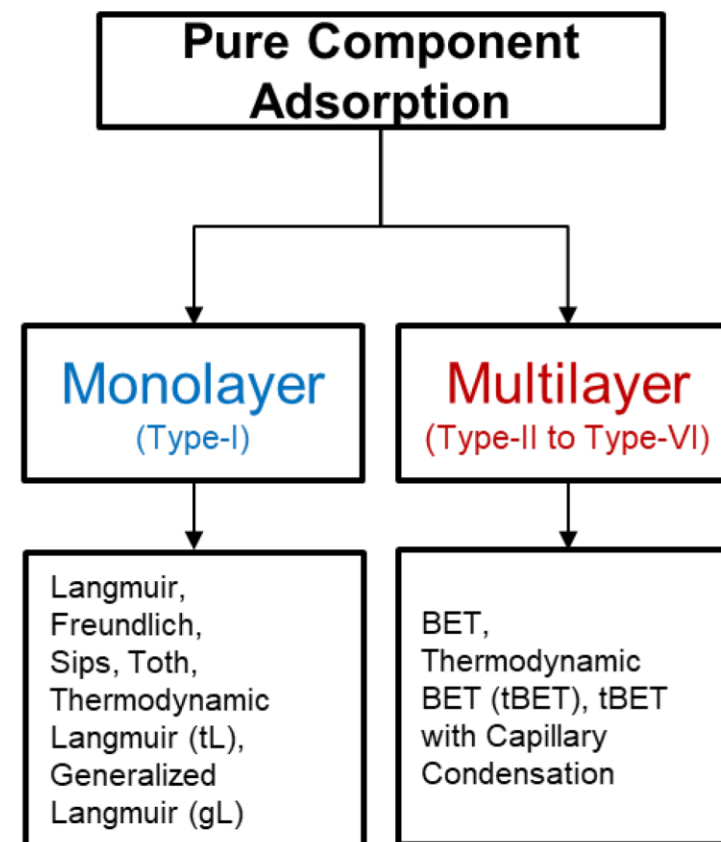 Pure Component
Adsorption
Monolayer
(Type-I)
Multilayer
(Type-II to Type-VI)
Langmuir,
Freundlich,
Sips, Toth,
Thermodynamic
Langmuir (tL),
Generalized
Langmuir (gL)
BET,
Thermodynamic
BET (tBET), tBET
with Capillary
Condensation